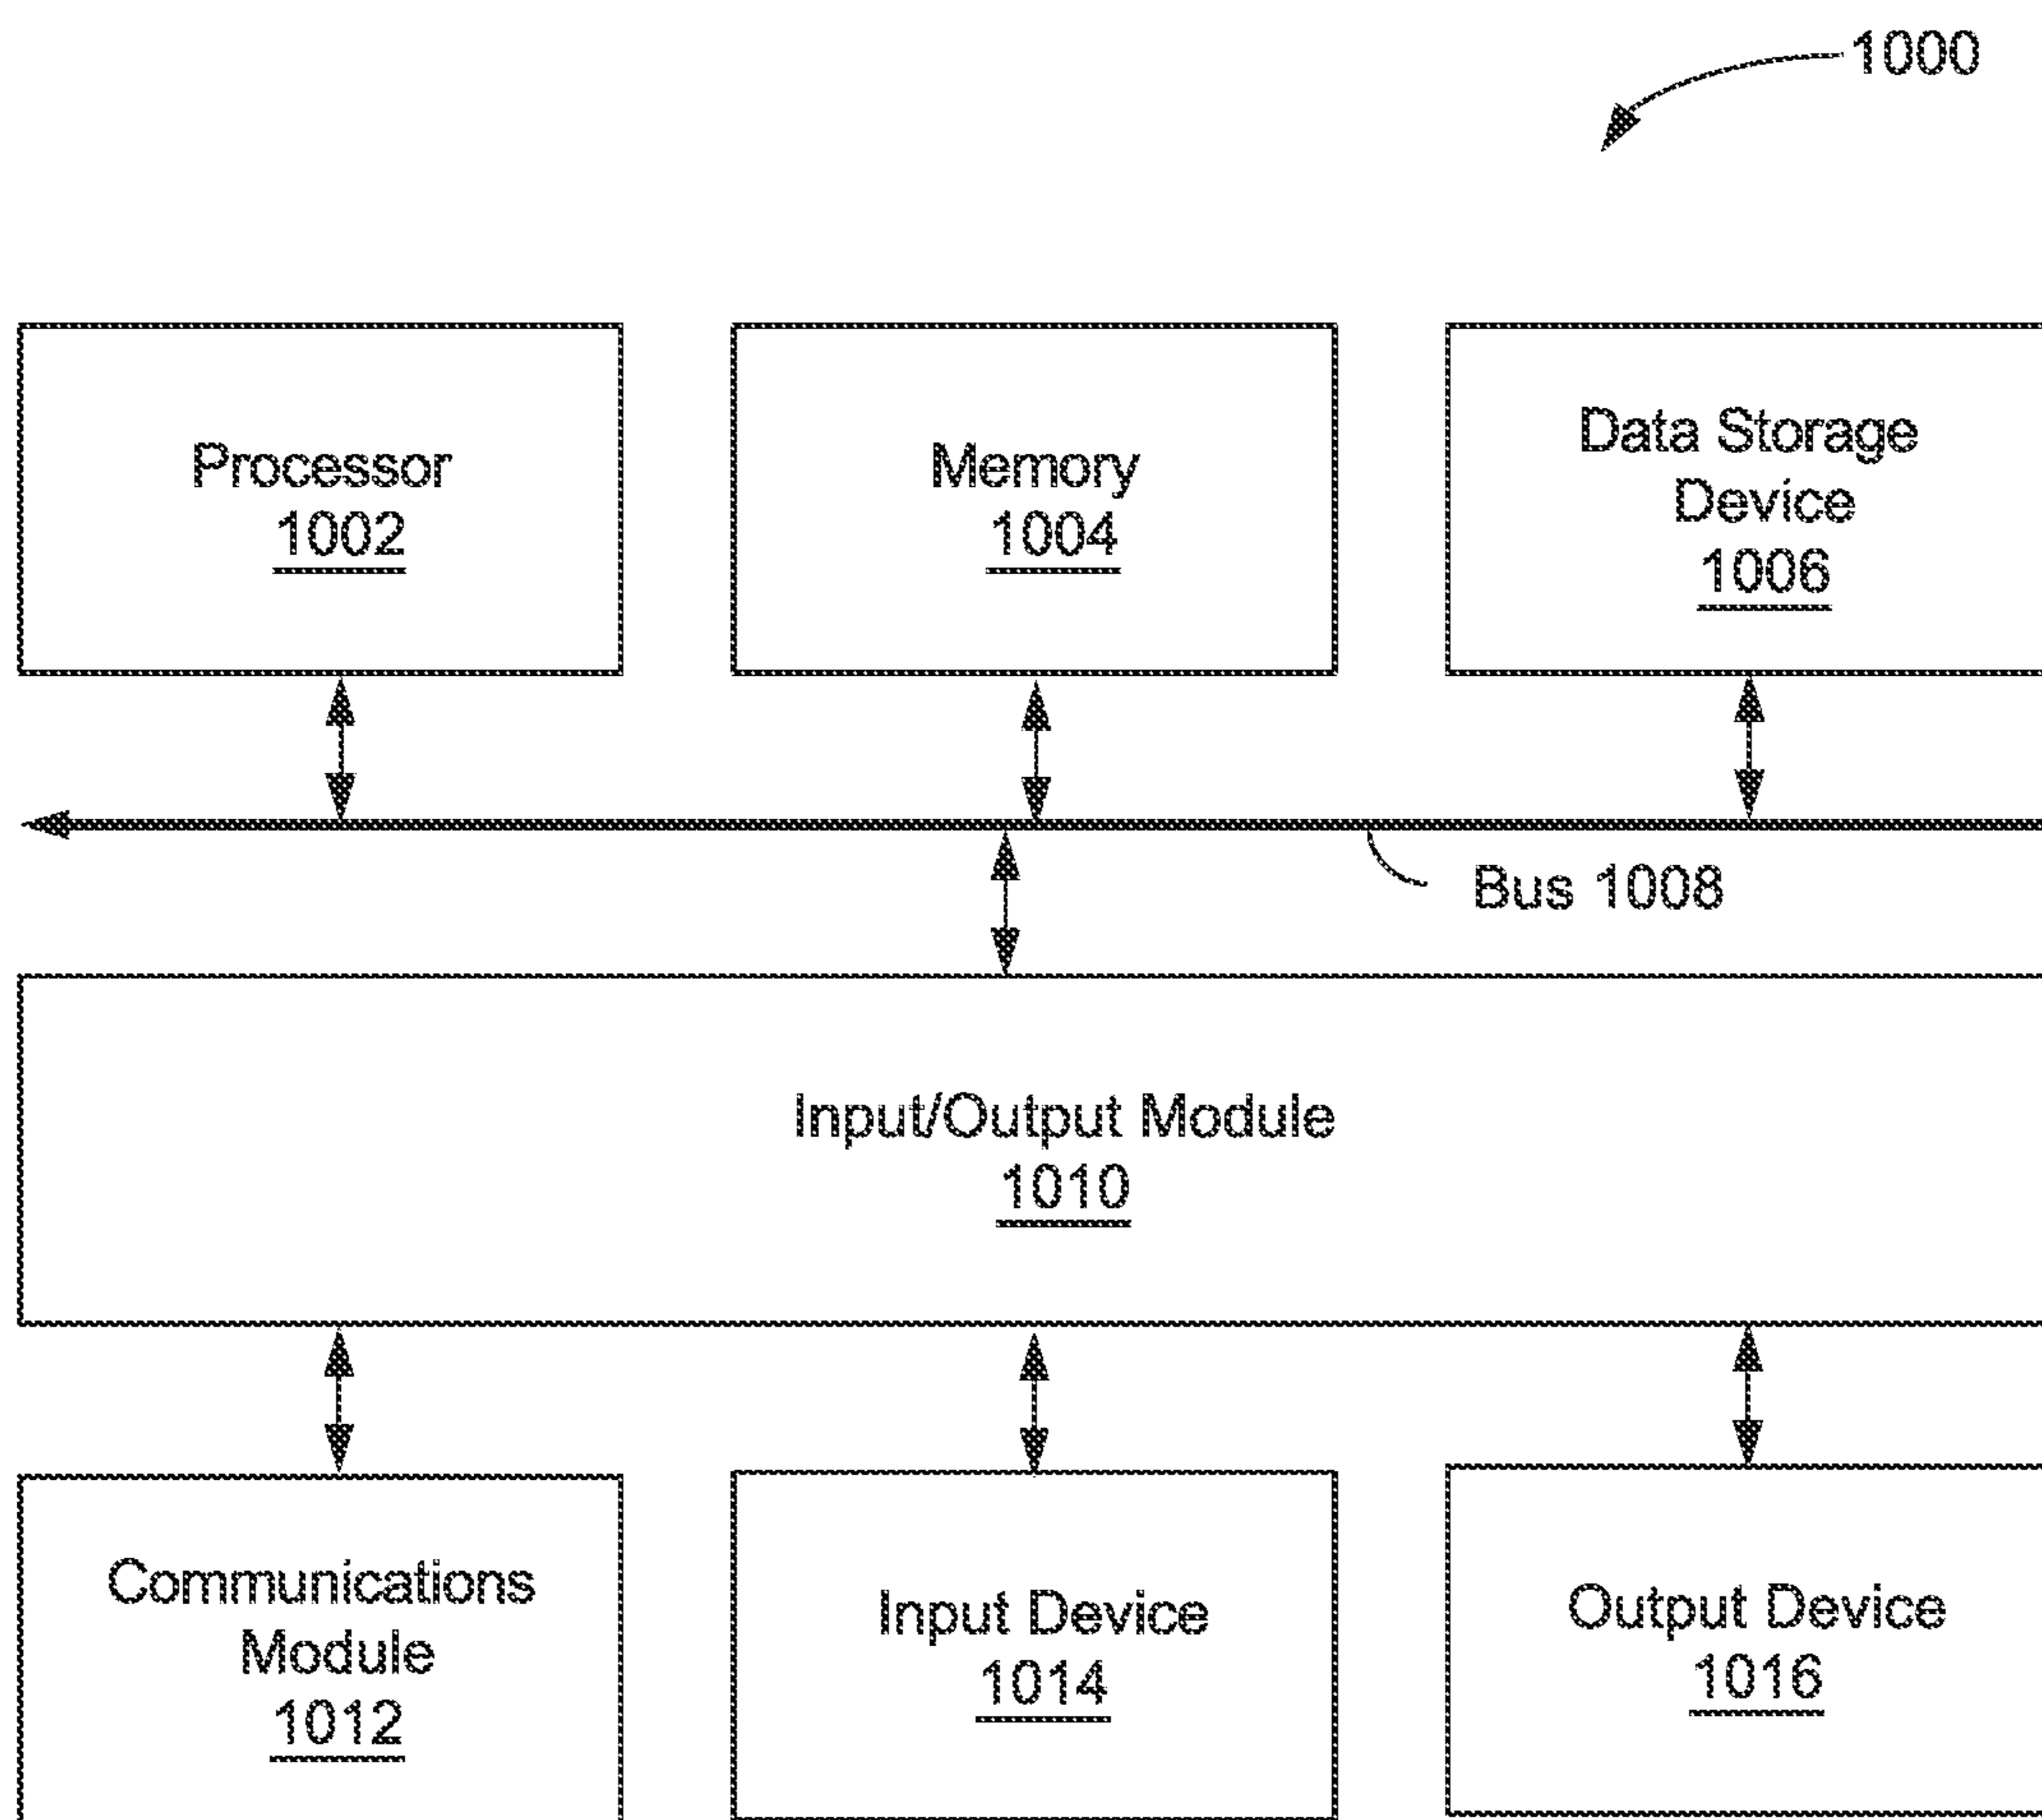 1000
Processor
1002
Memory
1004
Data Storage
Device
1006
Bus 1008
Input/Output Module
1010
Communications
Module
1012
Input Device
1014
Output Device
1016